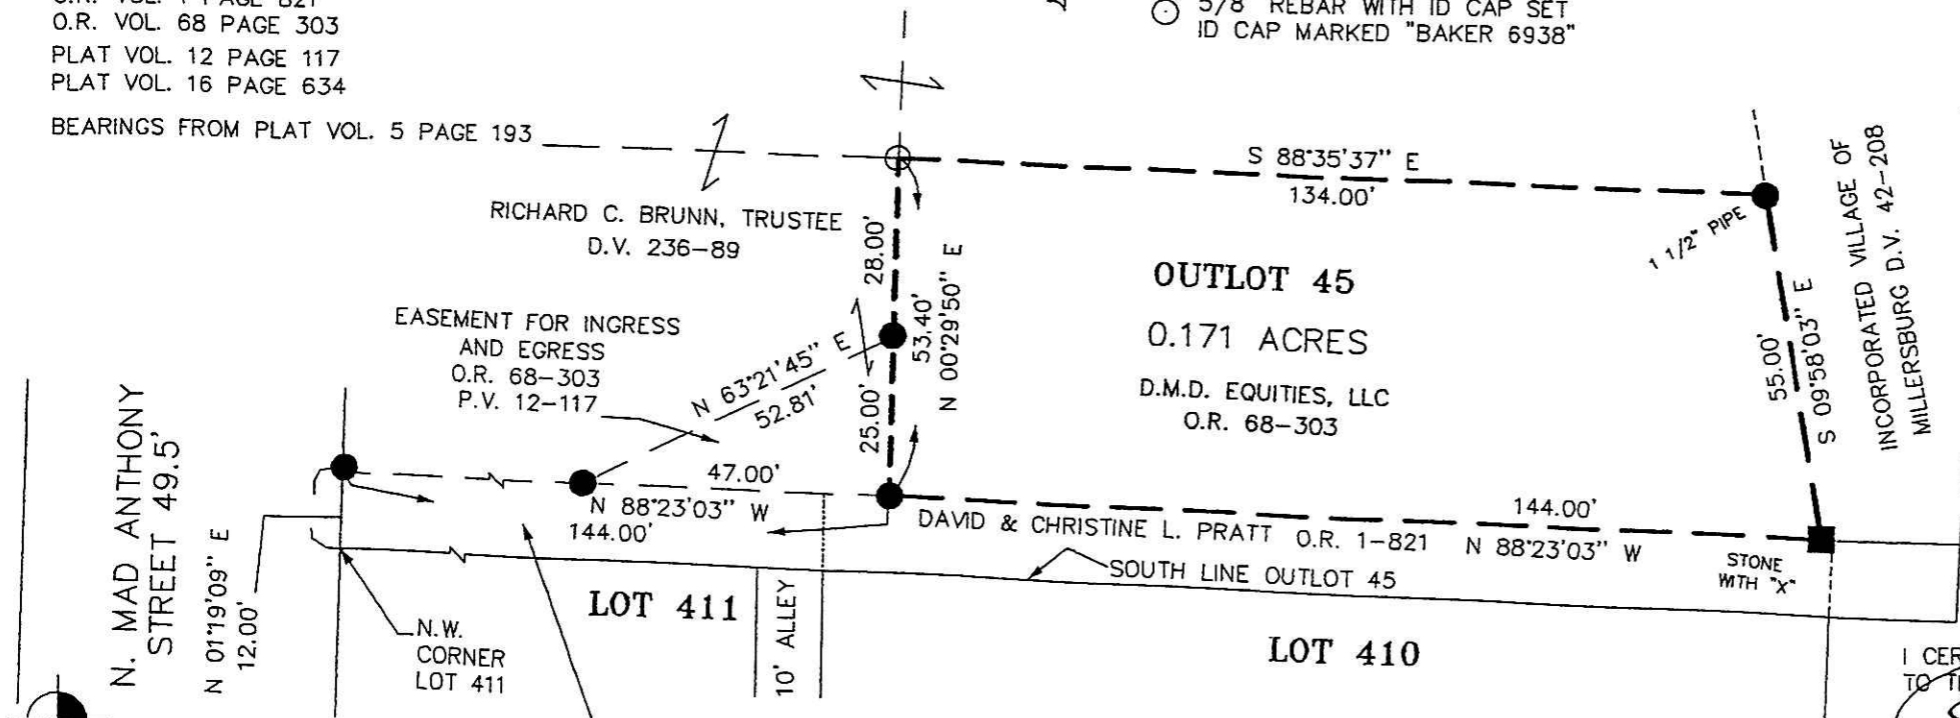 O.R. VOL. 1 PAGE 821
O.R. VOL. 68 PAGE 303
PLAT VOL. 12 PAGE 117
PLAT VOL. 16 PAGE 634
BEARINGS FROM PLAT VOL. 5 PAGE 193
5/8" REBAR WITH ID CAP SET
ID CAP MARKED "BAKER 6938"
S 88°35'37" E
134.00'
RICHARD C. BRUNN, TRUSTEE
D.V. 236-89
28.00'
53.40'
N 00°29'50" E
25.00'
1 1/2" PIPE
OUTLOT 45
0.171 ACRES
D.M.D. EQUITIES, LLC
O.R. 68-303
55.00'
S 09°58'03" E
INCORPORATED VILLAGE OF
MILLERSBURG D.V. 42-208
EASEMENT FOR INGRESS
AND EGRESS
O.R. 68-303
P.V. 12-117
N 63°21'45" E
52.81'
N. MAD ANTHONY
STREET 49.5'
N 01°19'09" E
12.00'
47.00'
N 88°23'03" W
144.00'
DAVID & CHRISTINE L. PRATT O.R. 1-821
144.00'
N 88°23'03" W
STONE
WITH "X"
SOUTH LINE OUTLOT 45
LOT 411
10' ALLEY
LOT 410
N.W.
CORNER
LOT 411
I CER
TO T